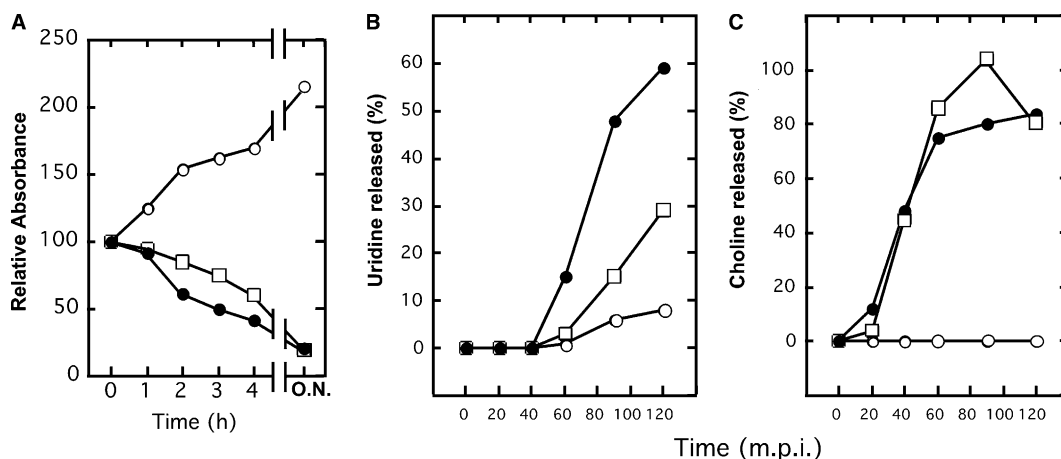 A
Relative Absorbance
250
200
150
100
50
0
0 1 2 3 4 O.N.
Time (h)
B
Uridine released (%)
60
50
40
30
20
10
0
0 20 40 60 80 100 120
C
Choline released (%)
100
80
60
40
20
0
0 20 40 60 80 100 120
Time (m.p.i.)